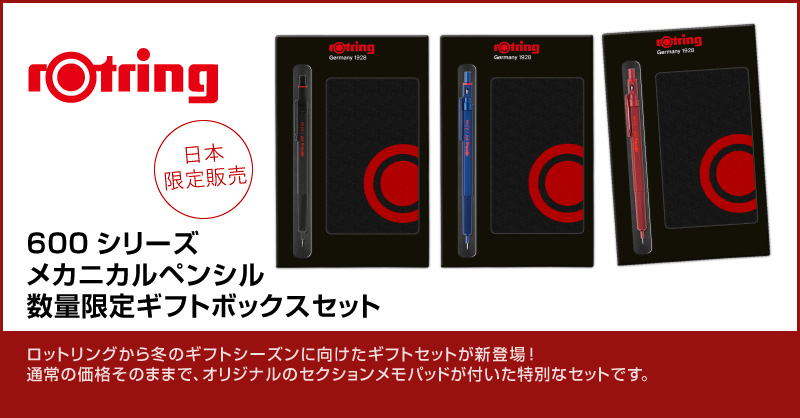 rotring
日本
限定販売
600 シリーズ
メカニカルペンシル
数量限定ギフトボックスセット
rotring
Germany 1928
rotring
Germany 1928
rotring
Germany 1928
ロットリングから冬のギフトシーズンに向けたギフトセットが新登場！
通常の価格そのままで、オリジナルのセクションメモパッドが付いた特別なセットです。